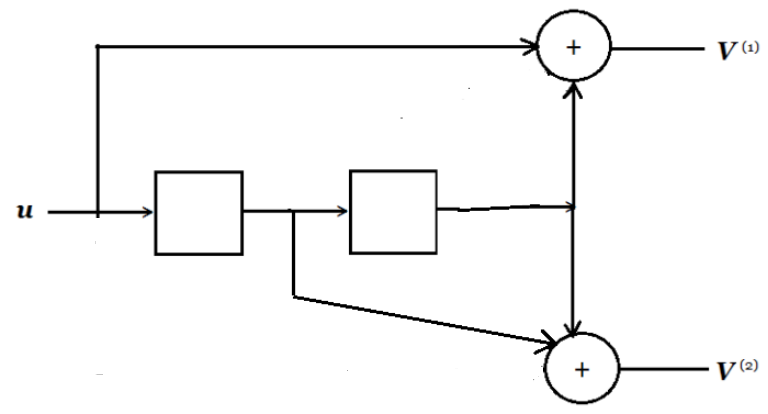 +
V (1)
u
+
V (2)